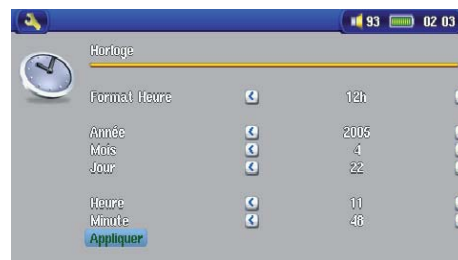 93 02 03
Horloge
Format Heure 12h
Année 2005
Mois 4
Jour 22
Heure 11
Minute 48
Appliquer